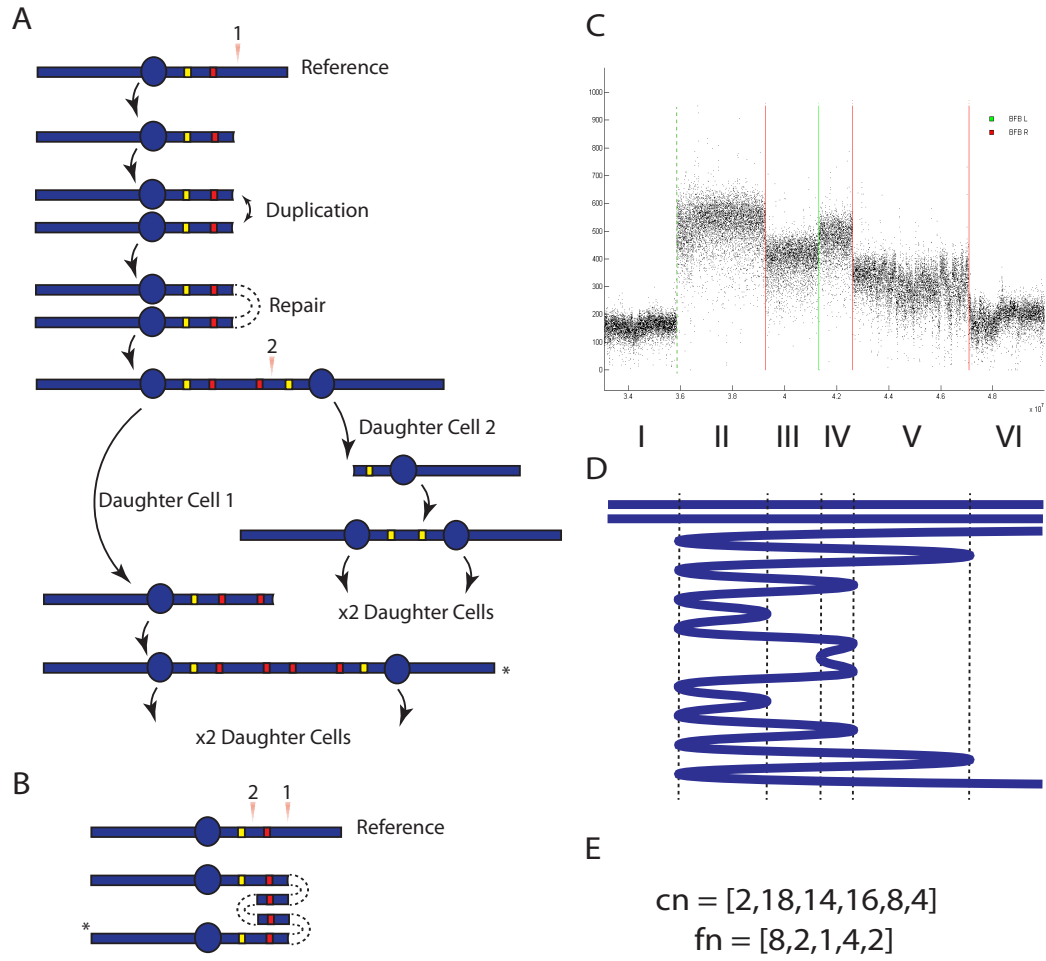 A
1
Reference
Duplication
Repair
2
Daughter Cell 2
Daughter Cell 1
x2 Daughter Cells
*
x2 Daughter Cells
B
2 1
Reference
*
C
1000
900
800
700
600
500
400
300
200
100
0
BFB L
BFB R
3.4 3.6 3.8 4 4.2 4.4 4.6 4.8
x 10⁷
I II III IV V VI
D
E
cn = [2,18,14,16,8,4]
fn = [8,2,1,4,2]